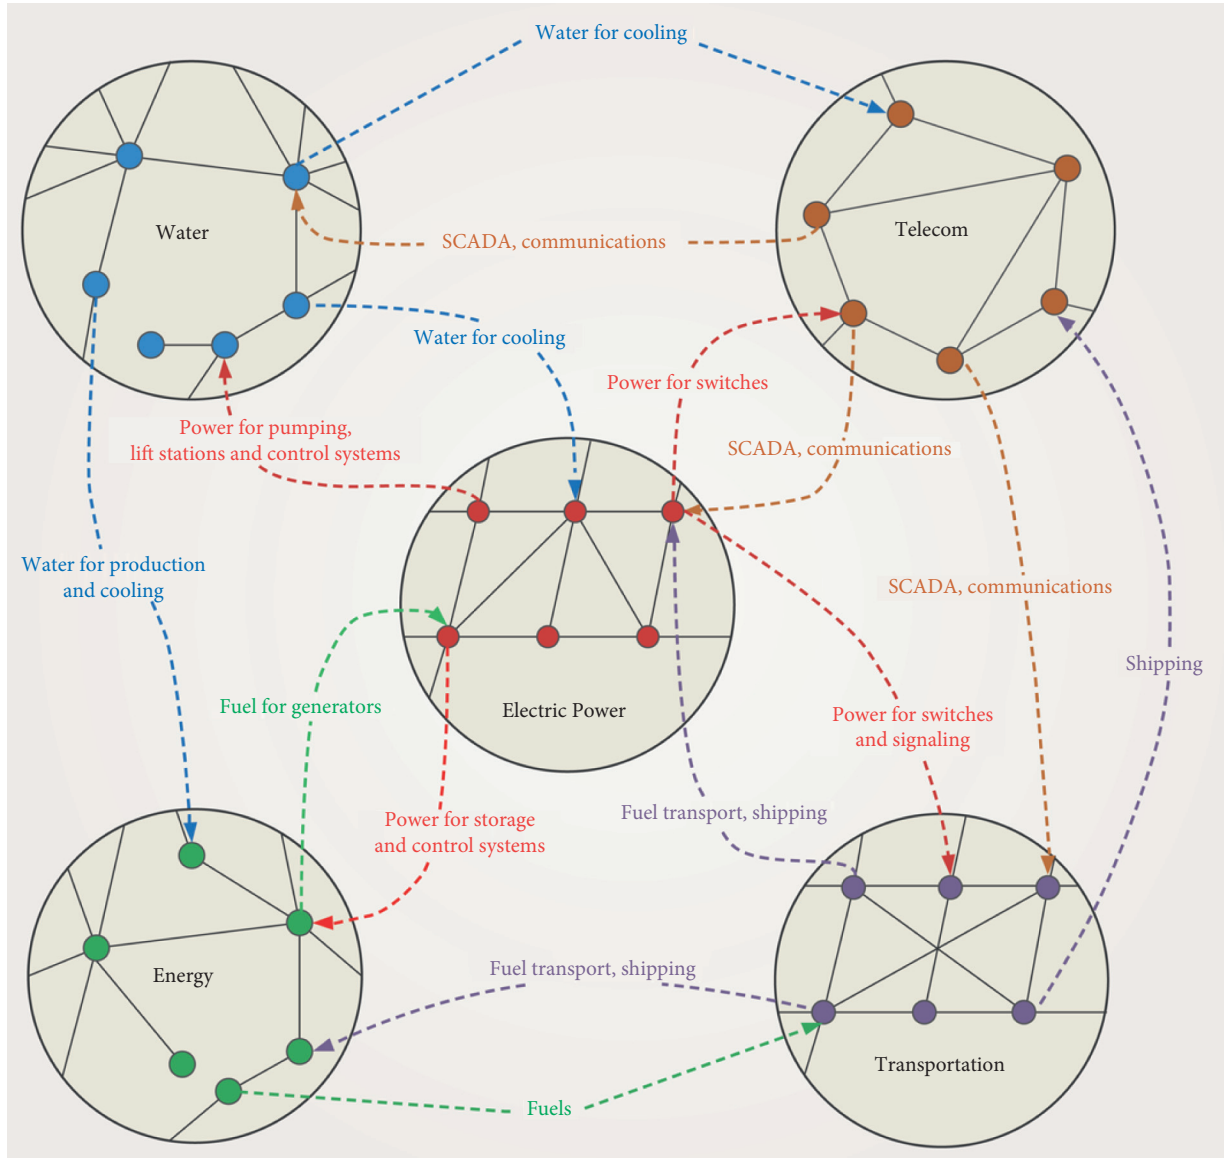 Water for cooling
Water
Telecom
SCADA, communications
Water for cooling
Power for switches
Power for pumping,
lift stations and control systems
SCADA, communications
Water for production
and cooling
SCADA, communications
Shipping
Fuel for generators
Electric Power
Power for switches
and signaling
Power for storage
and control systems
Fuel transport, shipping
Energy
Fuel transport, shipping
Transportation
Fuels